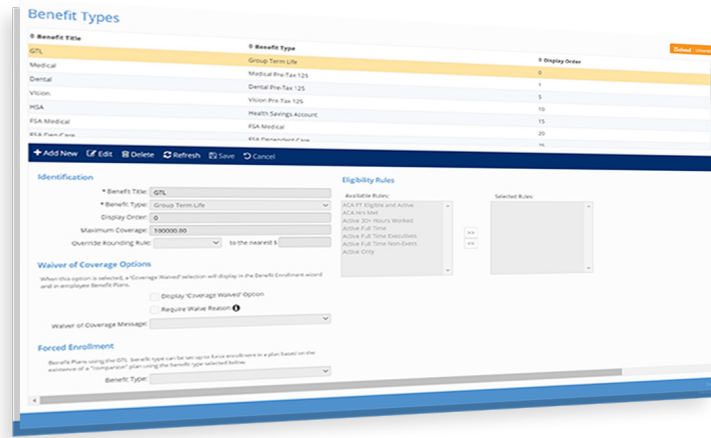 Benefit Types
Benefit Title Benefit Type Display Order
GTL Group Term Life 0
Medical Medical Pre-Tax 125 1
Dental Dental Pre-Tax 125 5
Vision Vision Pre-Tax 125 10
HSA Health Savings Account 15
FSA Medical FSA Medical 20
FSA Dep Care FSA Dependent Care
Add New Edit Delete Refresh Save Cancel
Identification
* Benefit Title: GTL
* Benefit Type: Group Term Life
Display Order: 0
Maximum Coverage: 100000.00
Override Rounding Rule: to the nearest $
Eligibility Rules
Available Rules: Selected Rules:
ACA FT Eligible and Active
ACA Hrs Met
Active 30+ Hours Worked
Active Full Time
Active Full Time Executives
Active Full Time Non-Execs
Active Only
>>
<<
Waiver of Coverage Options
When this option is selected, a 'Coverage Waived' selection will display in the Benefit Enrollment wizard
and in employee Benefit Plans.
Display 'Coverage Waived' Option
Require Waive Reason
Waiver of Coverage Message:
Forced Enrollment
Benefit Plans using the GTL benefit type can be set up to force enrollment in a plan based on the
existence of a "companion" plan using the benefit type selected below.
Benefit Type: